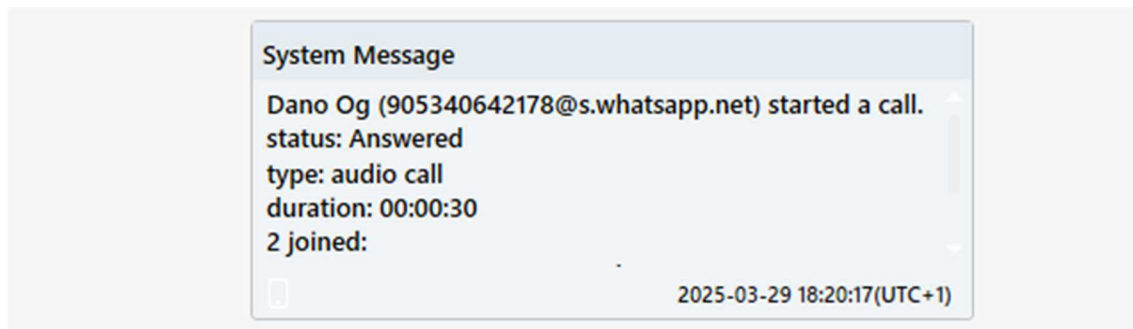 System Message
Dano Og (905340642178@s.whatsapp.net) started a call.
status: Answered
type: audio call
duration: 00:00:30
2 joined:
2025-03-29 18:20:17(UTC+1)